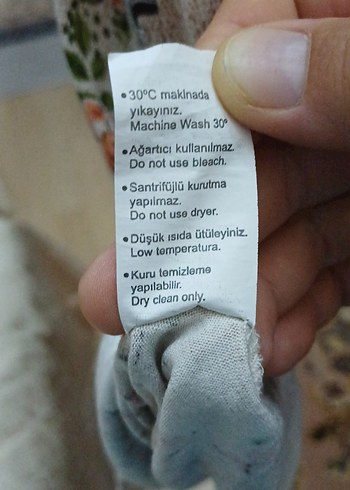 • 30°C makinada
yıkayınız.
Machine Wash 30°
• Ağartıcı kullanılmaz.
Do not use bleach.
• Santrifüjlü kurutma
yapılmaz.
Do not use dryer.
• Düşük ısıda ütüleyiniz.
Low temperatura.
• Kuru temizleme
yapılabilir.
Dry clean only.